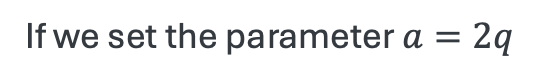 If we set the parameter a = 2q